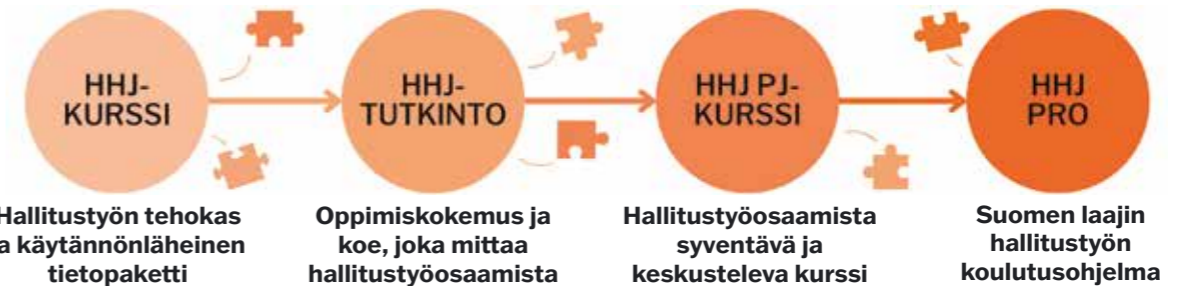 HHJ-
KURSSI
HHJ-
TUTKINTO
HHJ PJ-
KURSSI
HHJ
PRO
Hallitustyön tehokas
a käytännönläheinen
tietopaketti
Oppimiskokemus ja
koe, joka mittaa
hallitustyöosaamista
Hallitustyöosaamista
syventävä ja
keskusteleva kurssi
Suomen laajin
hallitustyön
koulutusohjelma